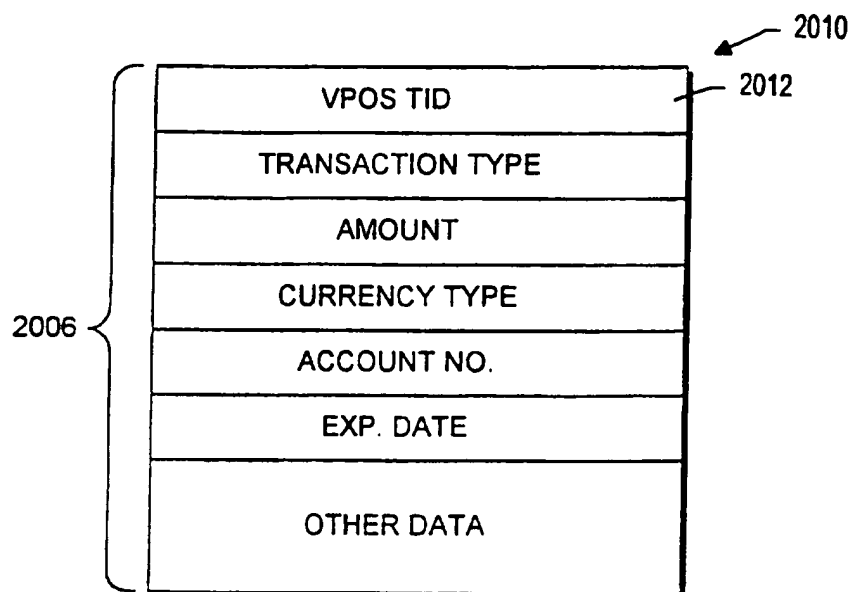 2010
VPOS TID
2012
TRANSACTION TYPE
AMOUNT
CURRENCY TYPE
2006
ACCOUNT NO.
EXP. DATE
OTHER DATA